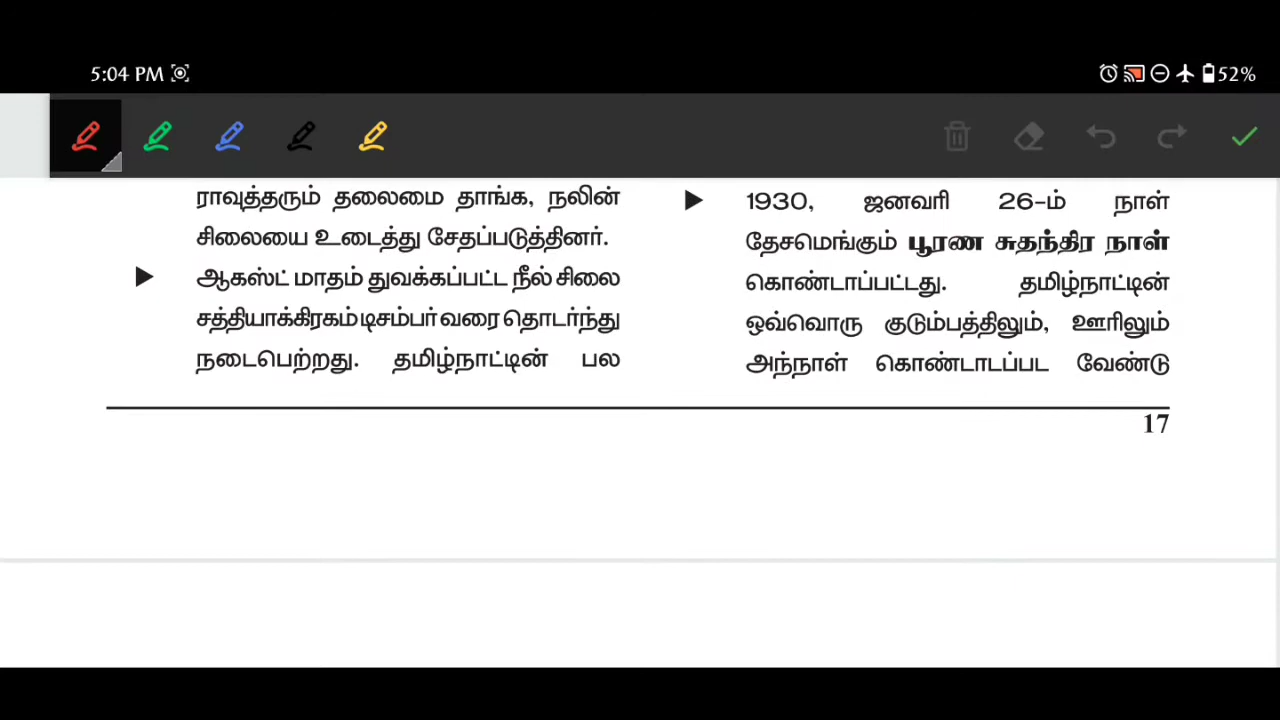 5:04 PM
52%
ராவுத்தரும் தலைமை தாங்க, நலின்
சிலையை உடைத்து சேதப்படுத்தினர்.
▶ ஆகஸ்ட் மாதம் துவக்கப்பட்ட நீல் சிலை
சத்தியாக்கிரகம் டிசம்பர் வரை தொடர்ந்து
நடைபெற்றது. தமிழ்நாட்டின் பல
▶ 1930, ஜனவரி 26-ம் நாள்
தேசமெங்கும் பூரண சுதந்திர நாள்
கொண்டாப்பட்டது. தமிழ்நாட்டின்
ஒவ்வொரு குடும்பத்திலும், ஊரிலும்
அந்நாள் கொண்டாடப்பட வேண்டு
17